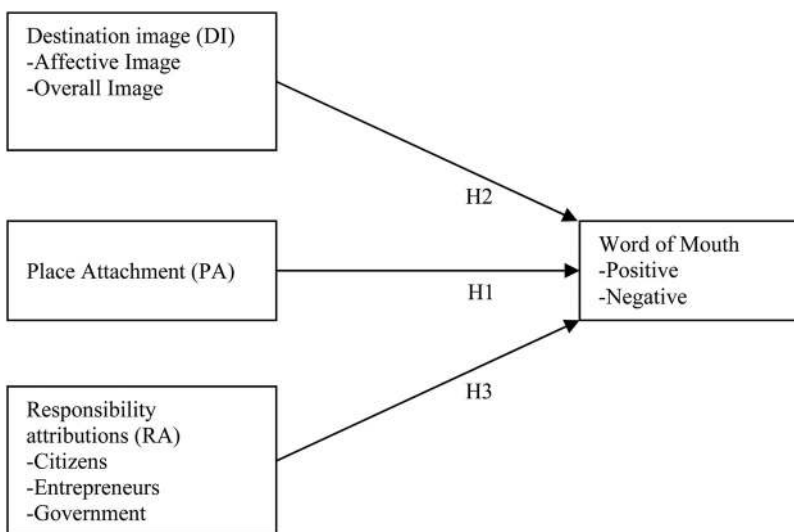 Destination image (DI)
-Affective Image
-Overall Image
H2
Place Attachment (PA)
H1
Word of Mouth
-Positive
-Negative
Responsibility
attributions (RA)
-Citizens
-Entrepreneurs
-Government
H3